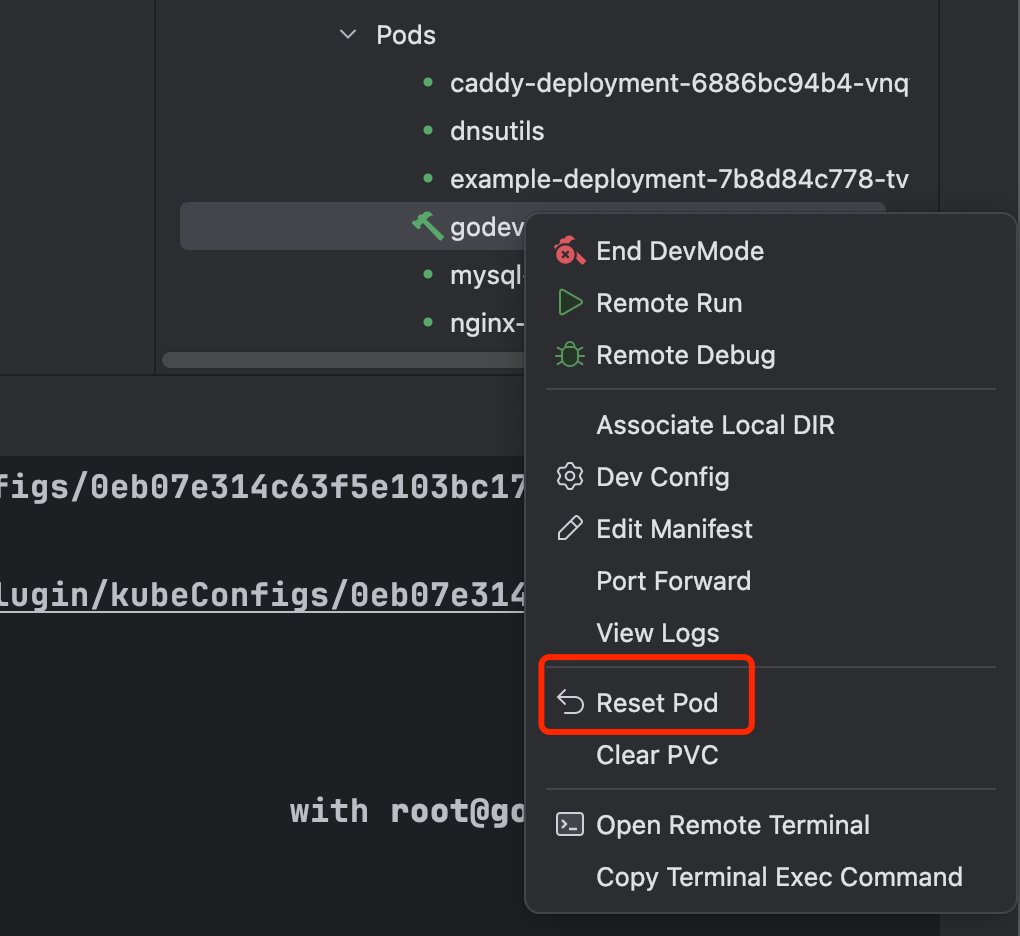 Pods
caddy-deployment-6886bc94b4-vnq
dnsutils
example-deployment-7b8d84c778-tv
godev
mysql-
nginx-
End DevMode
Remote Run
Remote Debug
Associate Local DIR
Dev Config
Edit Manifest
Port Forward
View Logs
Reset Pod
Clear PVC
Open Remote Terminal
Copy Terminal Exec Command
figs/0eb07e314c63f5e103bc17
lugin/kubeConfigs/0eb07e314
with root@go